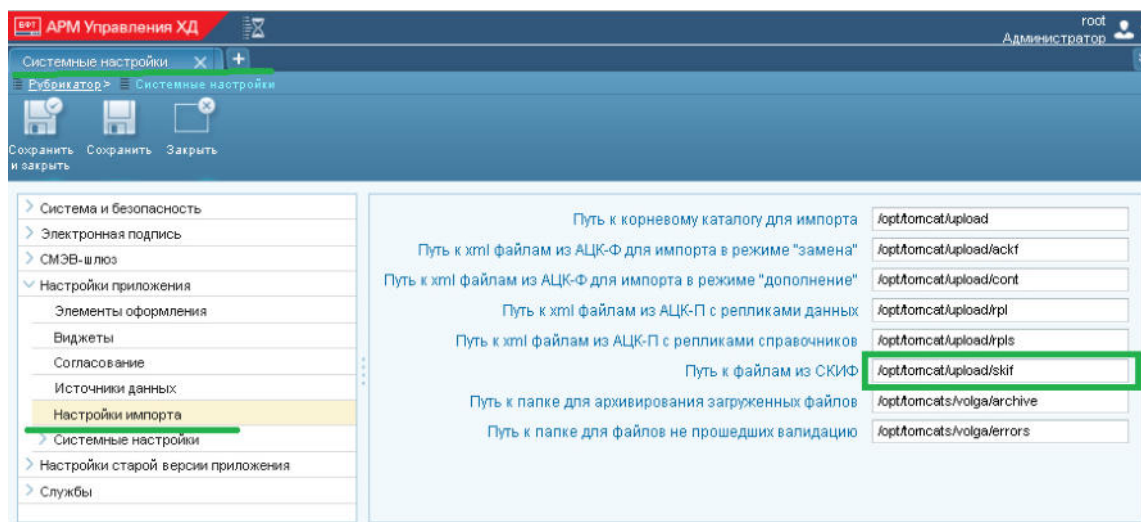 БФТ АРМ Управления ХД
root
Администратор
Системные настройки
Рубрикатор> Системные настройки
Сохранить и закрыть
Сохранить
Закрыть
Система и безопасность
Электронная подпись
СМЭВ-шлюз
Настройки приложения
Элементы оформления
Виджеты
Согласование
Источники данных
Настройки импорта
Системные настройки
Настройки старой версии приложения
Службы
Путь к корневому каталогу для импорта /opt/tomcat/upload
Путь к xml файлам из АЦК-Ф для импорта в режиме "замена" /opt/tomcat/upload/ackf
Путь к xml файлам из АЦК-Ф для импорта в режиме "дополнение" /opt/tomcat/upload/cont
Путь к xml файлам из АЦК-П с репликами данных /opt/tomcat/upload/rpl
Путь к xml файлам из АЦК-П с репликами справочников /opt/tomcat/upload/rpls
Путь к файлам из СКИФ /opt/tomcat/upload/skif
Путь к папке для архивирования загруженных файлов /opt/tomcats/volga/archive
Путь к папке для файлов не прошедших валидацию /opt/tomcats/volga/errors